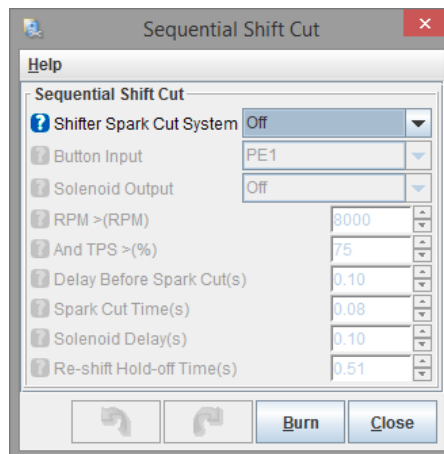 Sequential Shift Cut
Help
Sequential Shift Cut
Shifter Spark Cut System Off
Button Input PE1
Solenoid Output Off
RPM >(RPM) 8000
And TPS >(%) 75
Delay Before Spark Cut(s) 0.10
Spark Cut Time(s) 0.08
Solenoid Delay(s) 0.10
Re-shift Hold-off Time(s) 0.51
Burn Close